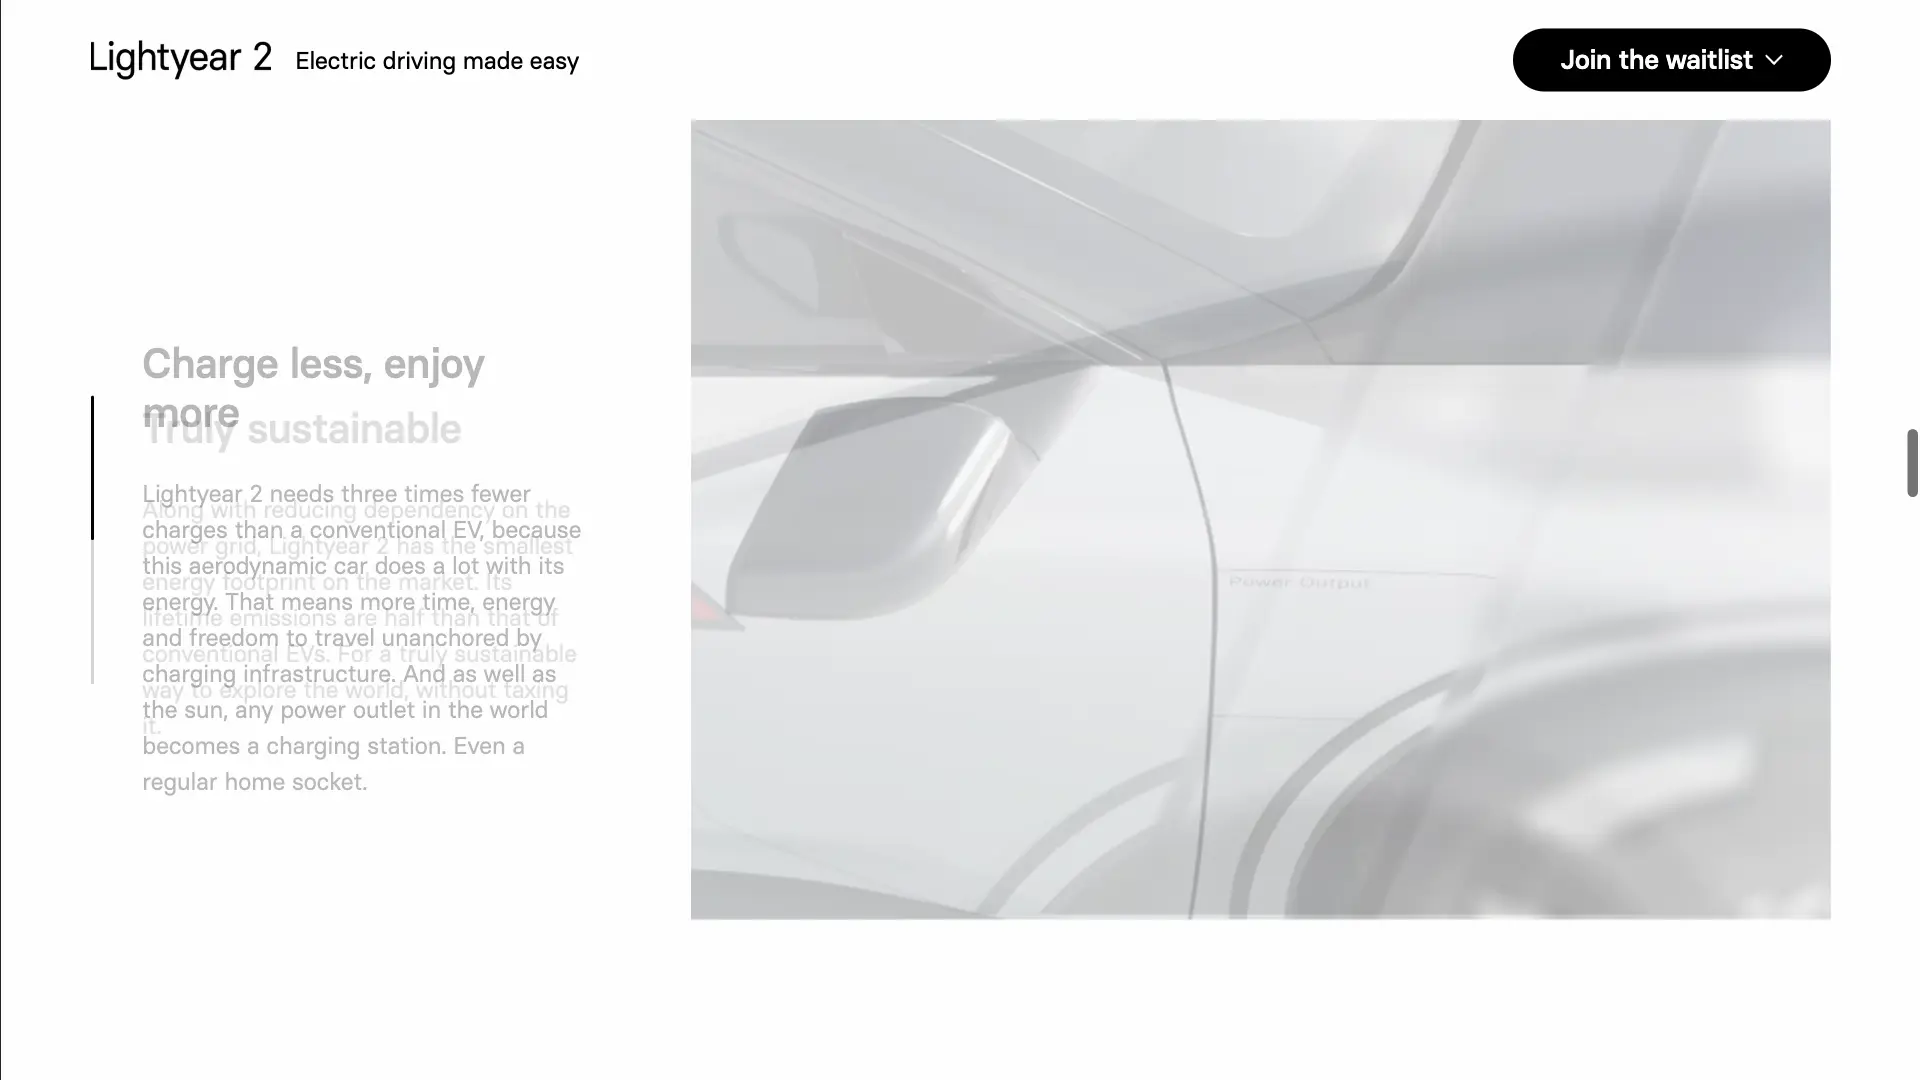 Lightyear 2 Electric driving made easy
Join the waitlist
Charge less, enjoy
more
Truly sustainable
Lightyear 2 needs three times fewer
charges than a conventional EV, because
this aerodynamic car does a lot with its
energy. That means more time, energy
and freedom to travel unanchored by
charging infrastructure. And as well as
the sun, any power outlet in the world
becomes a charging station. Even a
regular home socket.
Along with reducing dependency on the
power grid, Lightyear 2 has the smallest
energy footprint on the market. Its
lifetime emissions are half than that of
conventional EVs. For a truly sustainable
way to explore the world, without taxing
it.
Power Output